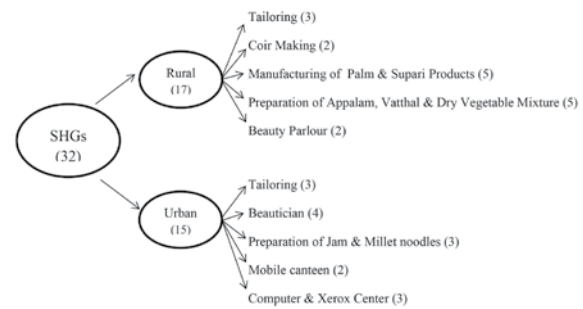 SHGs
(32)
Rural
(17)
Tailoring (3)
Coir Making (2)
Manufacturing of Palm & Supari Products (5)
Preparation of Appalam, Vatthal & Dry Vegetable Mixture (5)
Beauty Parlour (2)
Urban
(15)
Tailoring (3)
Beautician (4)
Preparation of Jam & Millet noodles (3)
Mobile canteen (2)
Computer & Xerox Center (3)